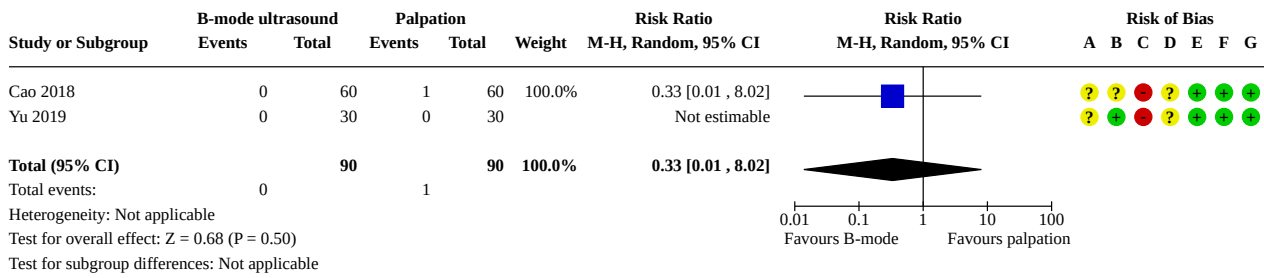 B-mode ultrasound Palpation Risk Ratio Risk Ratio Risk of Bias
Study or Subgroup Events Total Events Total Weight M-H, Random, 95% CI M-H, Random, 95% CI A B C D E F G
Cao 2018 0 60 1 60 100.0% 0.33 [0.01 , 8.02] ? ? - ? + + +
Yu 2019 0 30 0 30 Not estimable ? + - ? + + +
Total (95% CI) 90 90 100.0% 0.33 [0.01 , 8.02]
Total events: 0 1
Heterogeneity: Not applicable
0.01 0.1 1 10 100
Test for overall effect: Z = 0.68 (P = 0.50) Favours B-mode Favours palpation
Test for subgroup differences: Not applicable